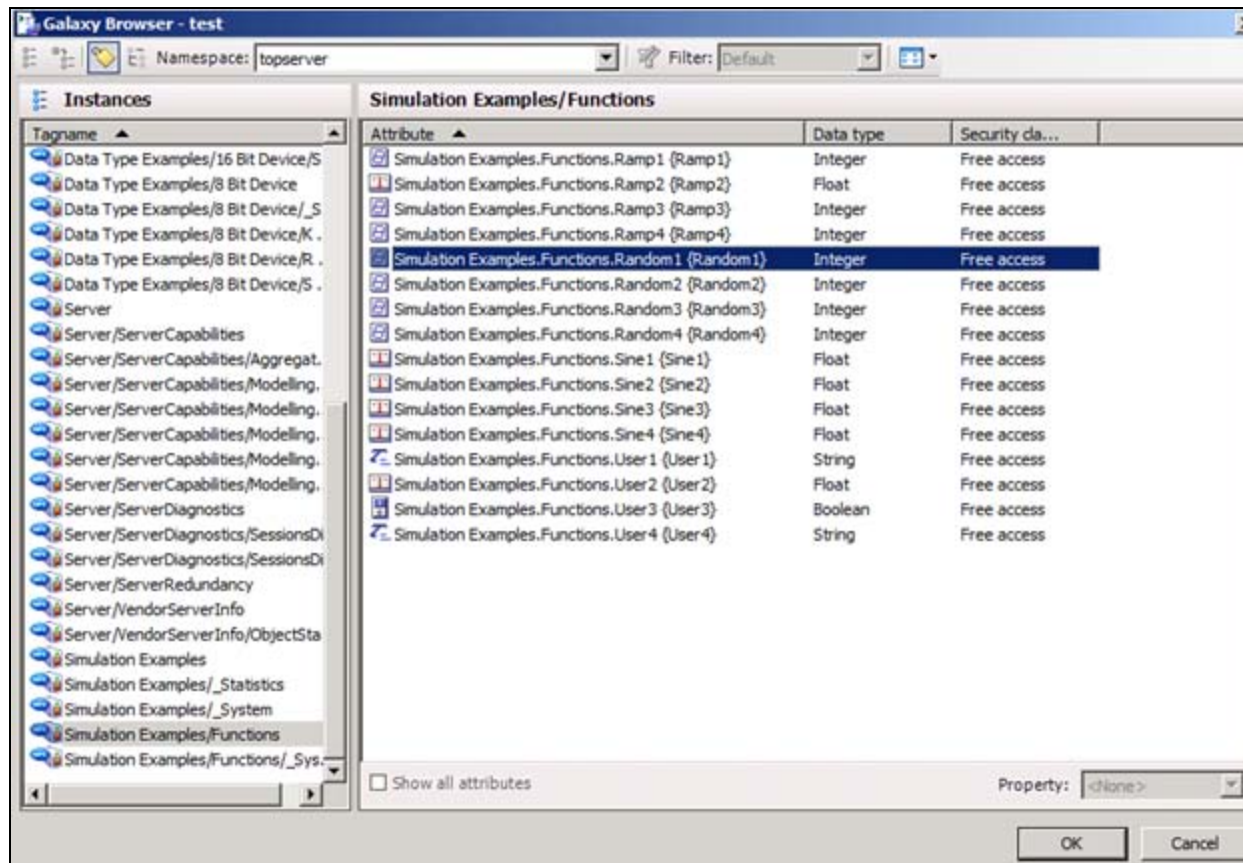 Galaxy Browser - test
Namespace: topserver Filter: Default
Instances
Tagname
Data Type Examples/16 Bit Device/S
Data Type Examples/8 Bit Device
Data Type Examples/8 Bit Device/_S
Data Type Examples/8 Bit Device/K .
Data Type Examples/8 Bit Device/R .
Data Type Examples/8 Bit Device/S .
Server
Server/ServerCapabilities
Server/ServerCapabilities/Aggregat.
Server/ServerCapabilities/Modelling.
Server/ServerCapabilities/Modelling.
Server/ServerCapabilities/Modelling.
Server/ServerCapabilities/Modelling.
Server/ServerCapabilities/Modelling.
Server/ServerDiagnostics
Server/ServerDiagnostics/SessionsDi
Server/ServerDiagnostics/SessionsDi
Server/ServerRedundancy
Server/VendorServerInfo
Server/VendorServerInfo/ObjectSta
Simulation Examples
Simulation Examples/_Statistics
Simulation Examples/_System
Simulation Examples/Functions
Simulation Examples/Functions/_Sys.
Simulation Examples/Functions
Attribute Data type Security cla...
Simulation Examples.Functions.Ramp1 {Ramp1} Integer Free access
Simulation Examples.Functions.Ramp2 {Ramp2} Float Free access
Simulation Examples.Functions.Ramp3 {Ramp3} Integer Free access
Simulation Examples.Functions.Ramp4 {Ramp4} Integer Free access
Simulation Examples.Functions.Random1 {Random1} Integer Free access
Simulation Examples.Functions.Random2 {Random2} Integer Free access
Simulation Examples.Functions.Random3 {Random3} Integer Free access
Simulation Examples.Functions.Random4 {Random4} Integer Free access
Simulation Examples.Functions.Sine1 {Sine1} Float Free access
Simulation Examples.Functions.Sine2 {Sine2} Float Free access
Simulation Examples.Functions.Sine3 {Sine3} Float Free access
Simulation Examples.Functions.Sine4 {Sine4} Float Free access
Simulation Examples.Functions.User1 {User1} String Free access
Simulation Examples.Functions.User2 {User2} Float Free access
Simulation Examples.Functions.User3 {User3} Boolean Free access
Simulation Examples.Functions.User4 {User4} String Free access
Show all attributes Property: <None>
OK Cancel